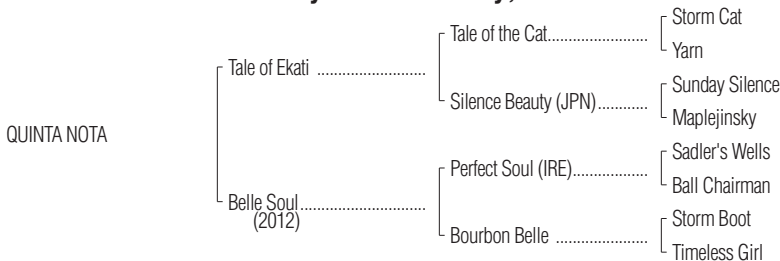 Storm Cat
Tale of the Cat......................
Yarn
Tale of Ekati ........................
Sunday Silence
Silence Beauty (JPN)...........
Maplejinsky
QUINTA NOTA
Sadler's Wells
Perfect Soul (IRE)................
Ball Chairman
Belle Soul............................
(2012)
Storm Boot
Bourbon Belle .....................
Timeless Girl